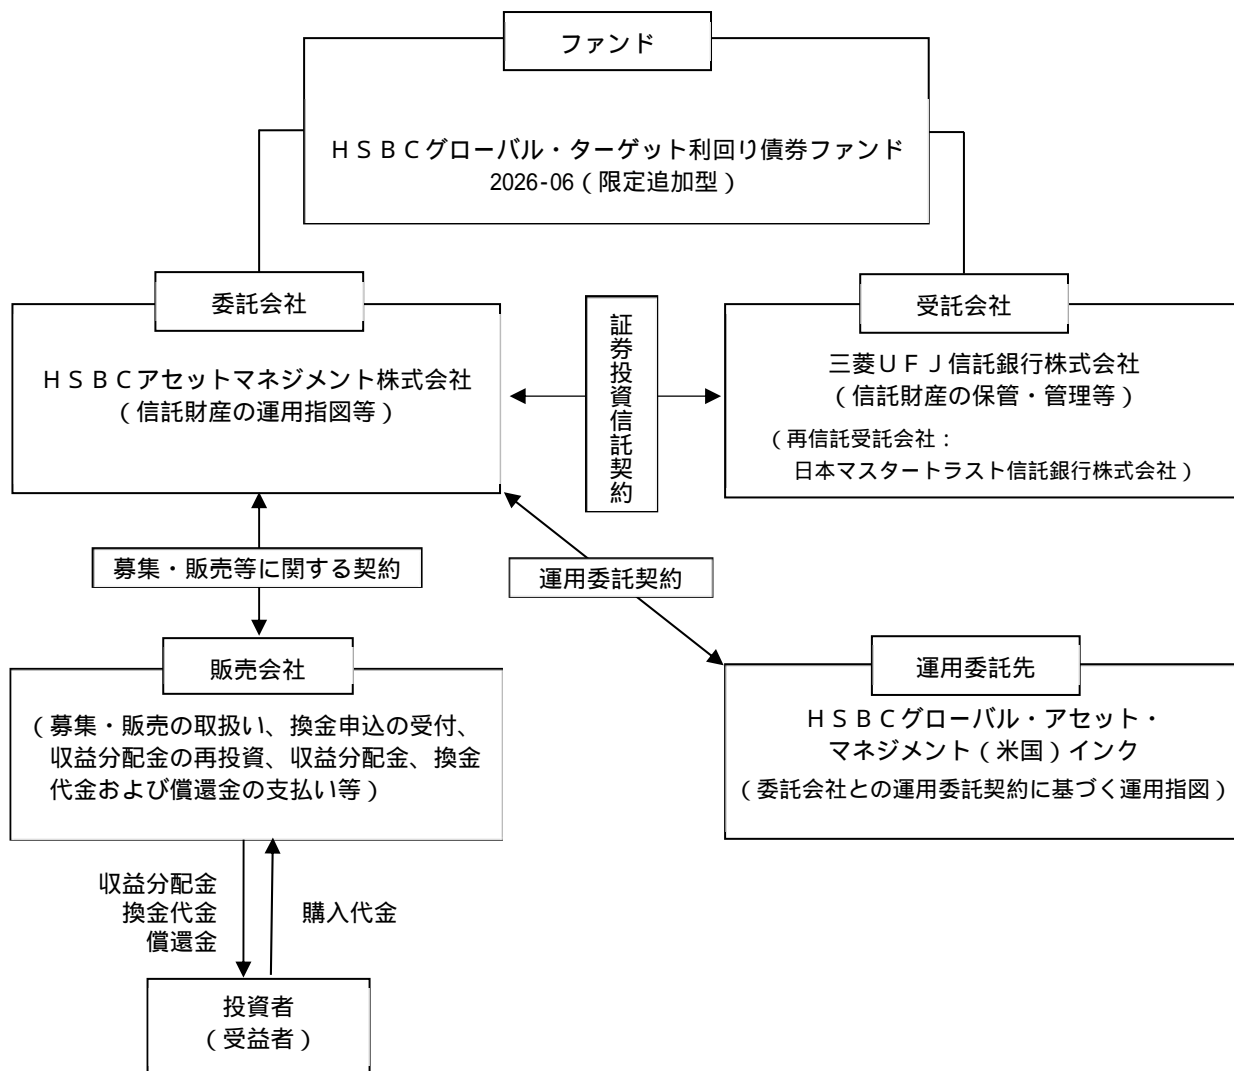 ファンド
ＨＳＢＣグローバル・ターゲット利回り債券ファンド
2026-06（限定追加型）
委託会社
ＨＳＢＣアセットマネジメント株式会社
（信託財産の運用指図等）
証券投資信託契約
受託会社
三菱ＵＦＪ信託銀行株式会社
（信託財産の保管・管理等）
（再信託受託会社：
日本マスタートラスト信託銀行株式会社）
募集・販売等に関する契約
運用委託契約
販売会社
（募集・販売の取扱い、換金申込の受付、
収益分配金の再投資、収益分配金、換金
代金および償還金の支払い等）
運用委託先
ＨＳＢＣグローバル・アセット・
マネジメント（米国）インク
（委託会社との運用委託契約に基づく運用指図）
収益分配金
換金代金
償還金
購入代金
投資者
（受益者）